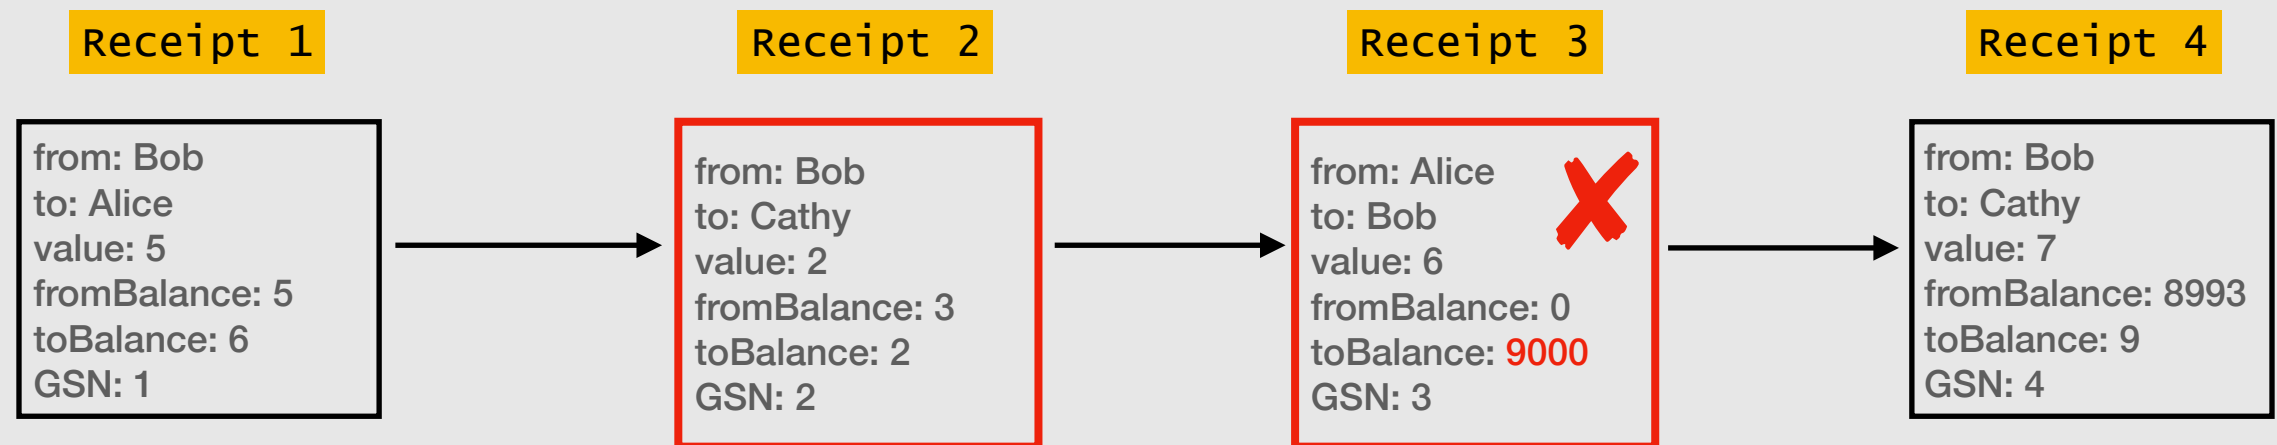 Receipt 1
Receipt 2
Receipt 3
Receipt 4
from: Bob
to: Alice
value: 5
fromBalance: 5
toBalance: 6
GSN: 1
from: Bob
to: Cathy
value: 2
fromBalance: 3
toBalance: 2
GSN: 2
from: Alice
to: Bob
value: 6
fromBalance: 0
toBalance: 9000
GSN: 3
from: Bob
to: Cathy
value: 7
fromBalance: 8993
toBalance: 9
GSN: 4